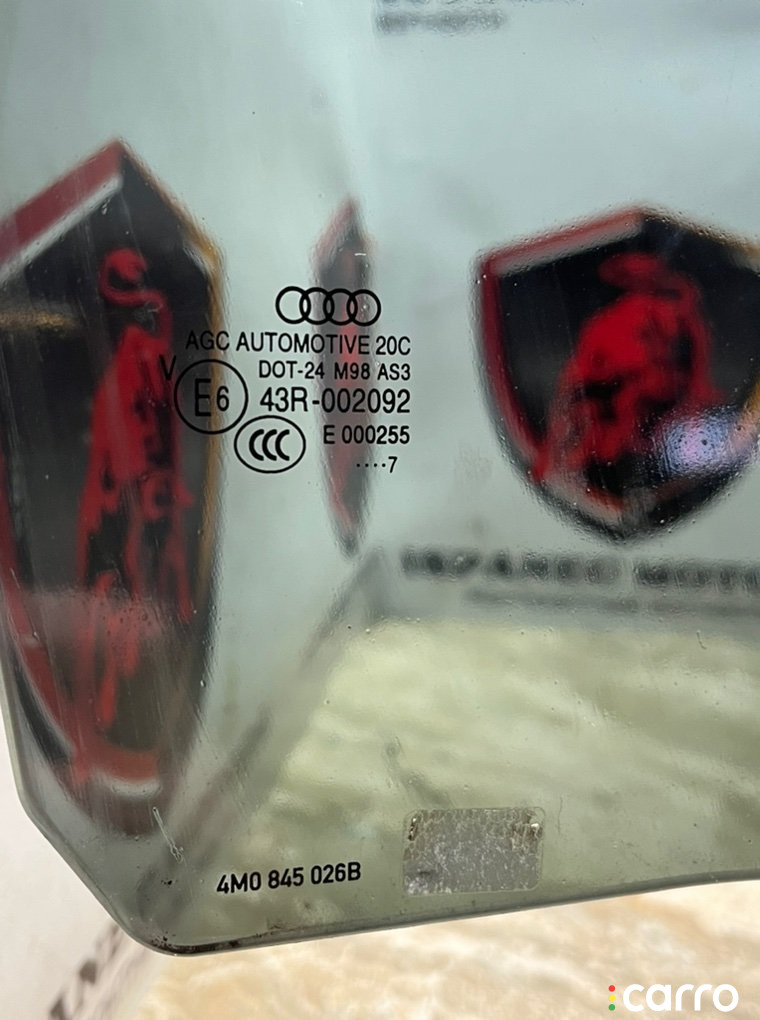 AGC AUTOMOTIVE 20C
DOT-24 M98 AS3
V
E6 43R-002092
CCC E 000255
····7
4M0 845 026B
carro